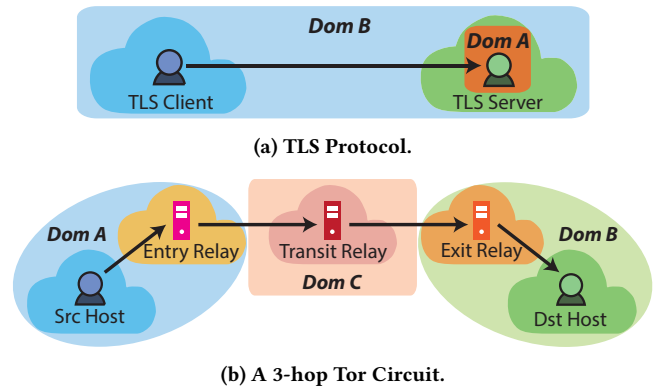 Dom B
Dom A
TLS Client
TLS Server
(a) TLS Protocol.
Dom A
Entry Relay
Transit Relay
Exit Relay
Dom B
Src Host
Dom C
Dst Host
(b) A 3-hop Tor Circuit.